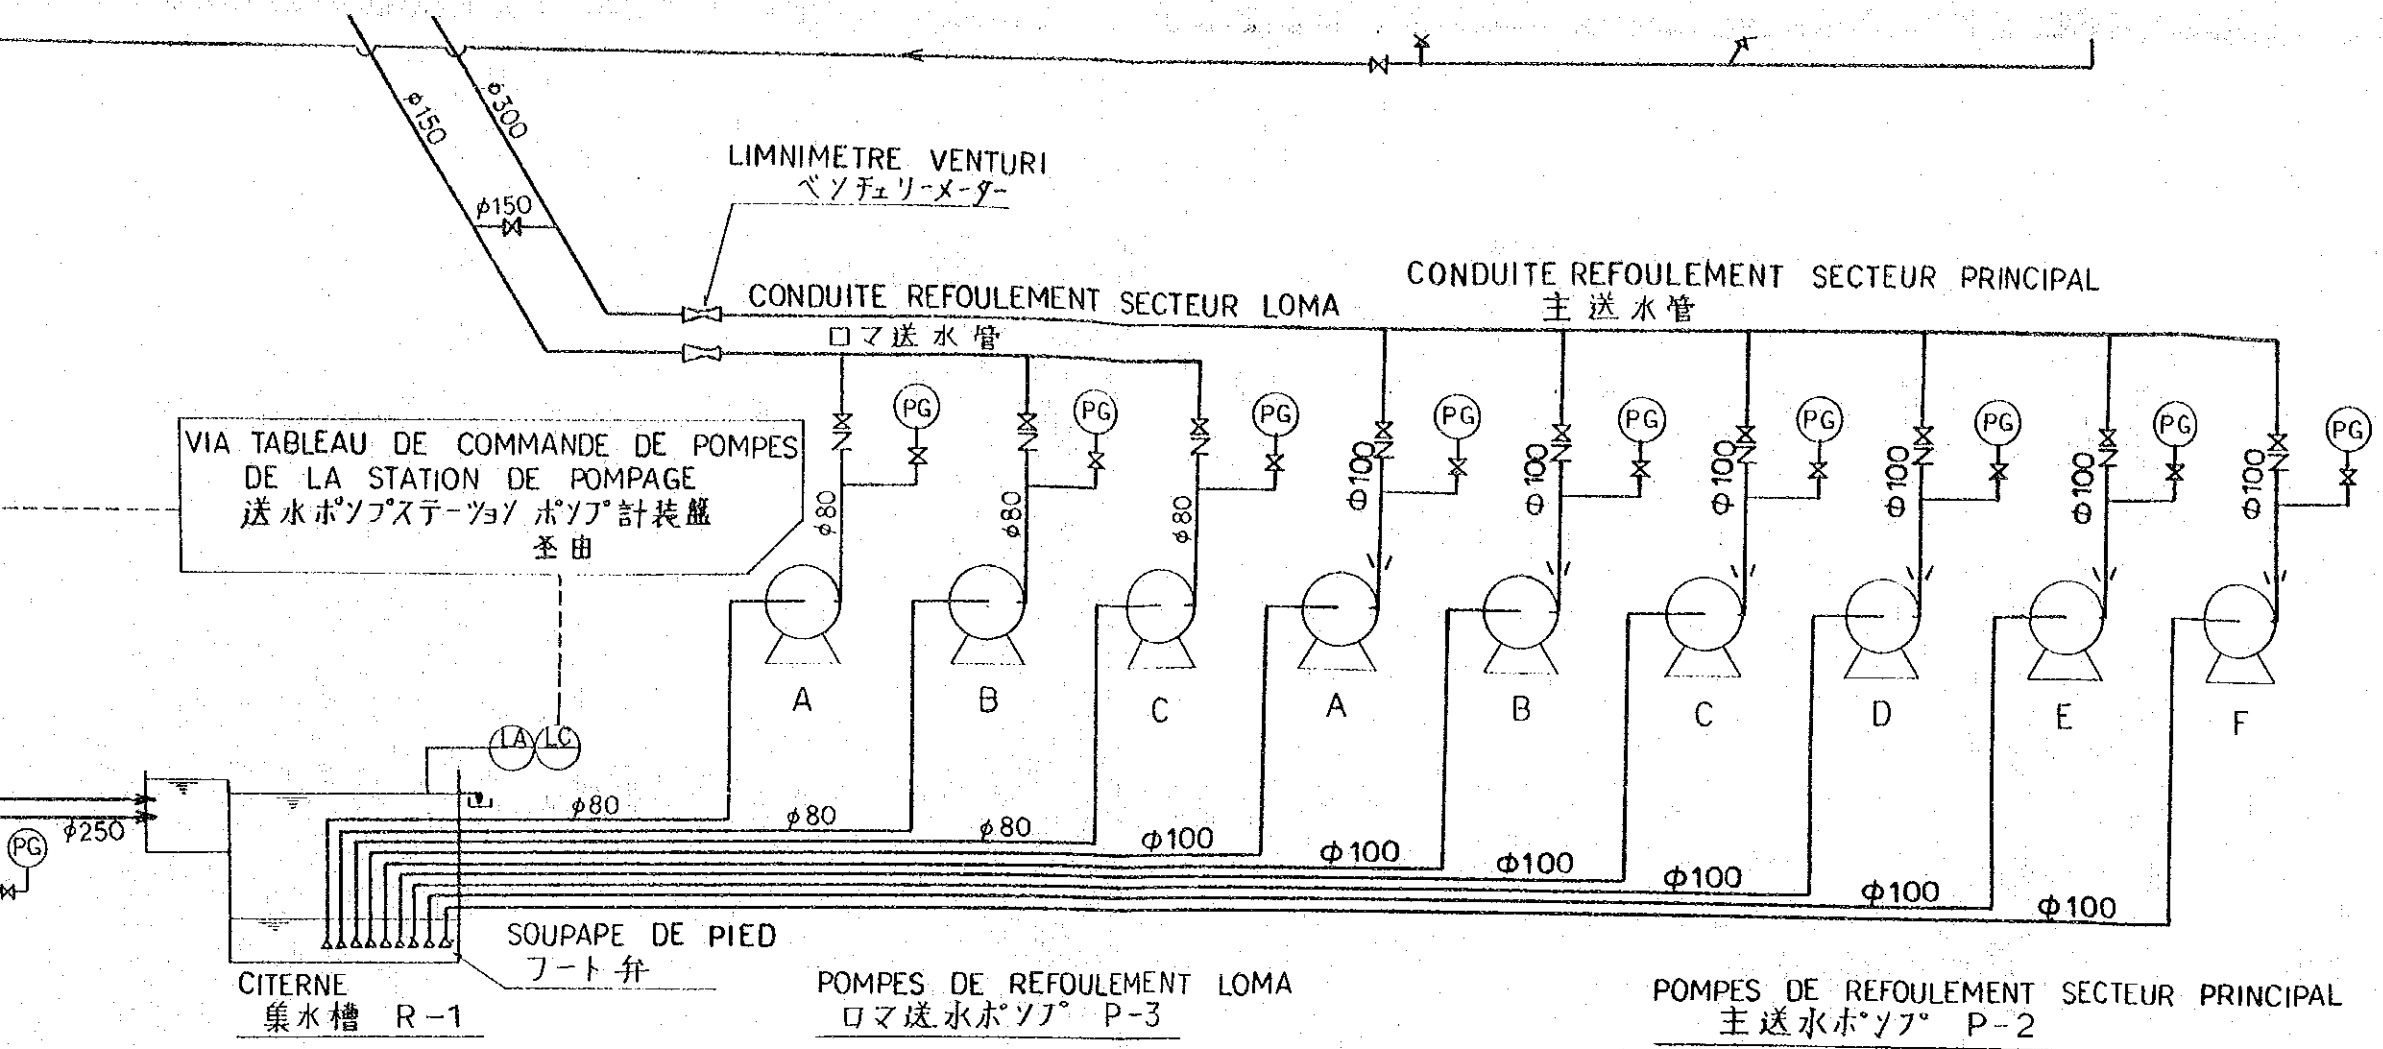 φ150
φ300
LIMNIMETRE VENTURI
ベンチュリーメーター
φ150
CONDUITE REFOULEMENT SECTEUR LOMA
ロマ送水管
CONDUITE REFOULEMENT SECTEUR PRINCIPAL
主送水管
PG PG PG PG PG PG PG PG PG
VIA TABLEAU DE COMMANDE DE POMPES
DE LA STATION DE POMPAGE
送水ポンプステーション ポンプ計装盤
圣由
φ80 φ80 φ80 Φ100 Φ100 Φ100 Φ100 Φ100 Φ100
A B C A B C D E F
LA LC
φ250
PG
φ80
φ80
φ80
Φ100
Φ100
Φ100
Φ100
Φ100
Φ100
SOUPAPE DE PIED
フート弁
CITERNE
集水槽 R-1
POMPES DE REFOULEMENT LOMA
ロマ送水ポンプ P-3
POMPES DE REFOULEMENT SECTEUR PRINCIPAL
主送水ポンプ P-2